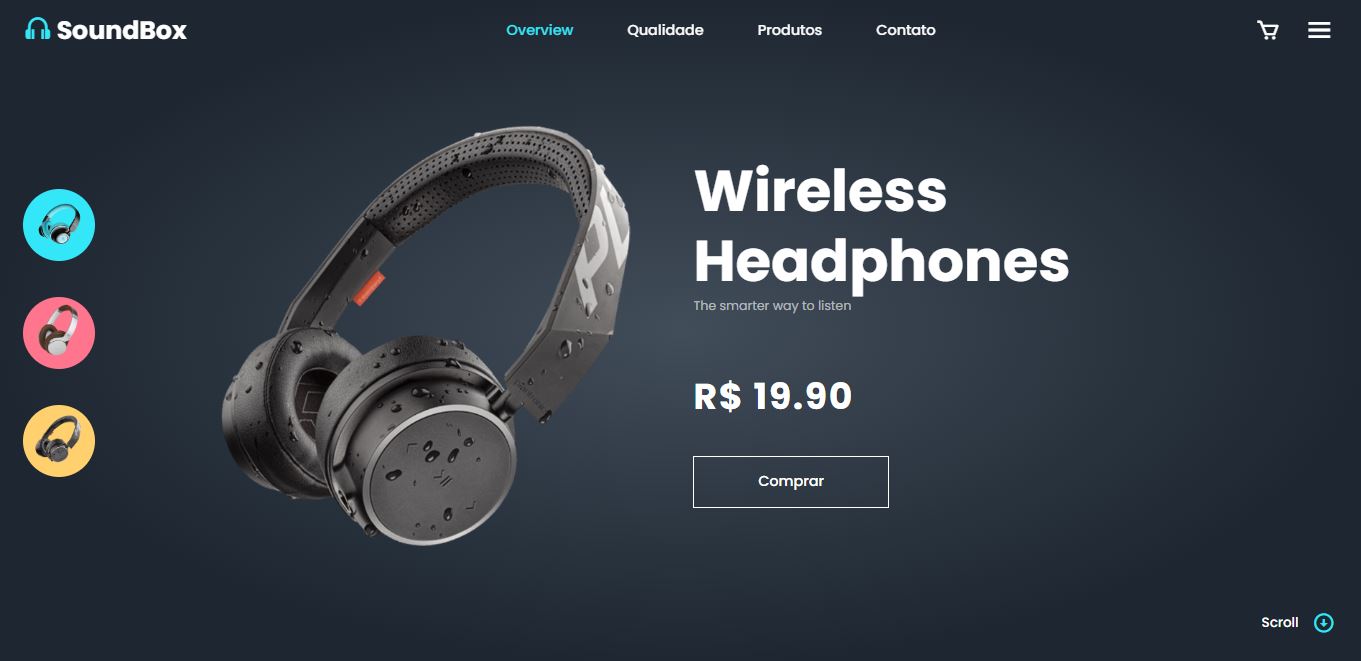 SoundBox
Overview
Qualidade
Produtos
Contato
Wireless
Headphones
The smarter way to listen
R$ 19.90
Comprar
Scroll